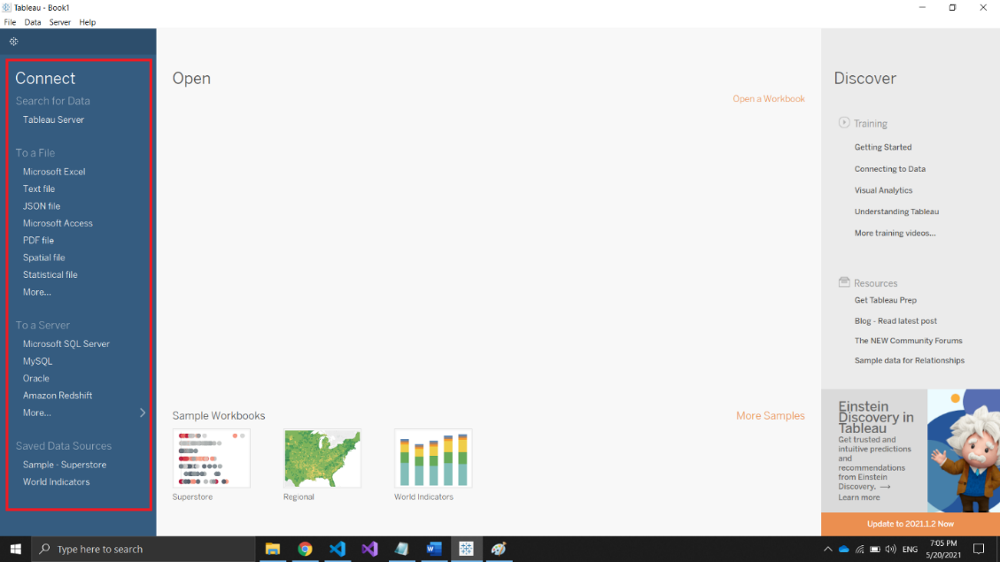 Tableau - Book1
File Data Server Help
Connect
Search for Data
Tableau Server
To a File
Microsoft Excel
Text file
JSON file
Microsoft Access
PDF file
Spatial file
Statistical file
More...
To a Server
Microsoft SQL Server
MySQL
Oracle
Amazon Redshift
More...
Saved Data Sources
Sample - Superstore
World Indicators
Open
Open a Workbook
Sample Workbooks
More Samples
Superstore
Regional
World Indicators
Discover
Training
Getting Started
Connecting to Data
Visual Analytics
Understanding Tableau
More training videos...
Resources
Get Tableau Prep
Blog - Read latest post
The NEW Community Forums
Sample data for Relationships
Einstein
Discovery in
Tableau
Get trusted and
intuitive predictions
and
recommendations
from Einstein
Discovery. →
Learn more
Update to 2021.1.2 Now
Type here to search
ENG
7:05 PM
5/20/2021